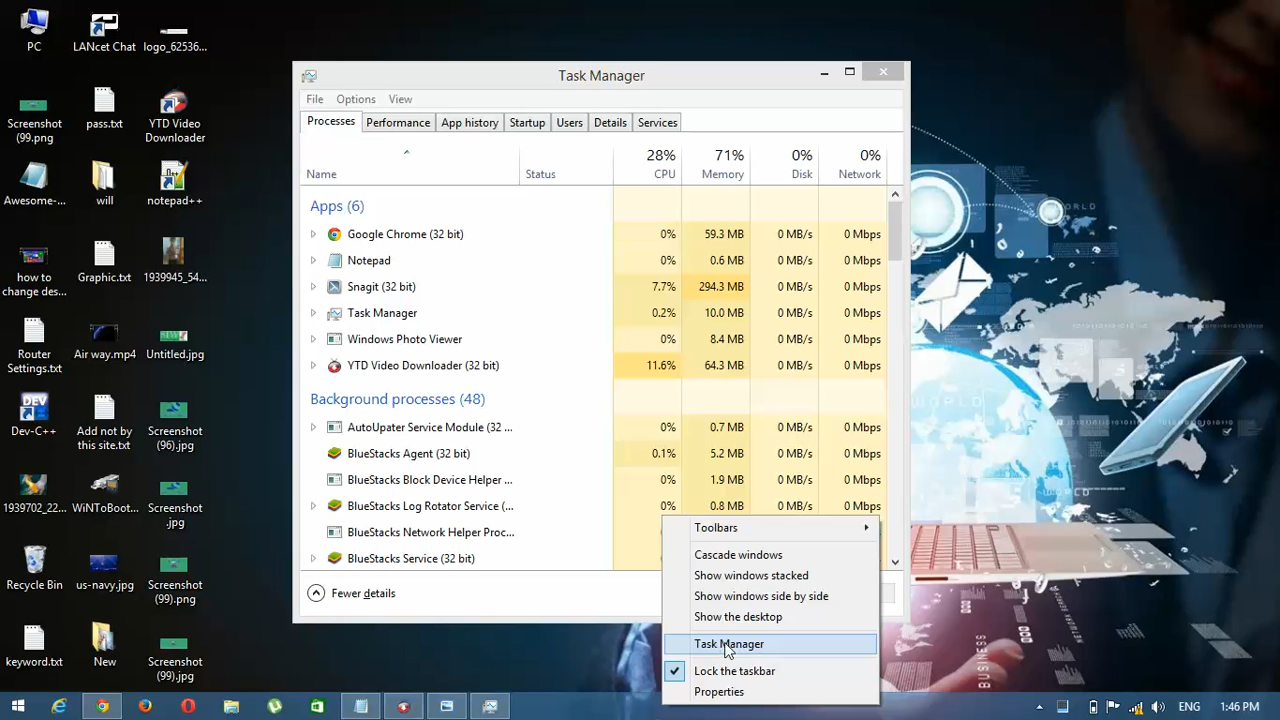 PC
LANcet Chat
logo_62536...
Screenshot (99.png
pass.txt
YTD Video Downloader
Awesome-...
will
notepad++
how to change des...
Graphic.txt
1939945_54...
Router Settings.txt
Air way.mp4
Untitled.jpg
Dev-C++
Add not by this site.txt
Screenshot (96).jpg
1939702_22...
WiNToBoot...
Screenshot .jpg
Recycle Bin
us-navy.jpg
Screenshot (99).png
keyword.txt
New
Screenshot (99).jpg
DEV
Task Manager
File Options View
Processes Performance App history Startup Users Details Services
28% 71% 0% 0%
Name Status CPU Memory Disk Network
Apps (6)
Google Chrome (32 bit) 0% 59.3 MB 0 MB/s 0 Mbps
Notepad 0% 0.6 MB 0 MB/s 0 Mbps
Snagit (32 bit) 7.7% 294.3 MB 0 MB/s 0 Mbps
Task Manager 0.2% 10.0 MB 0 MB/s 0 Mbps
Windows Photo Viewer 0% 8.4 MB 0 MB/s 0 Mbps
YTD Video Downloader (32 bit) 11.6% 64.3 MB 0 MB/s 0 Mbps
Background processes (48)
AutoUpater Service Module (32 ... 0% 0.7 MB 0 MB/s 0 Mbps
BlueStacks Agent (32 bit) 0.1% 5.2 MB 0 MB/s 0 Mbps
BlueStacks Block Device Helper ... 0% 1.9 MB 0 MB/s 0 Mbps
BlueStacks Log Rotator Service (... 0% 0.8 MB 0 MB/s 0 Mbps
BlueStacks Network Helper Proc...
BlueStacks Service (32 bit)
Fewer details
Toolbars
Cascade windows
Show windows stacked
Show windows side by side
Show the desktop
Task Manager
Lock the taskbar
Properties
WORLD
WORLD
WORLD
ENG 1:46 PM